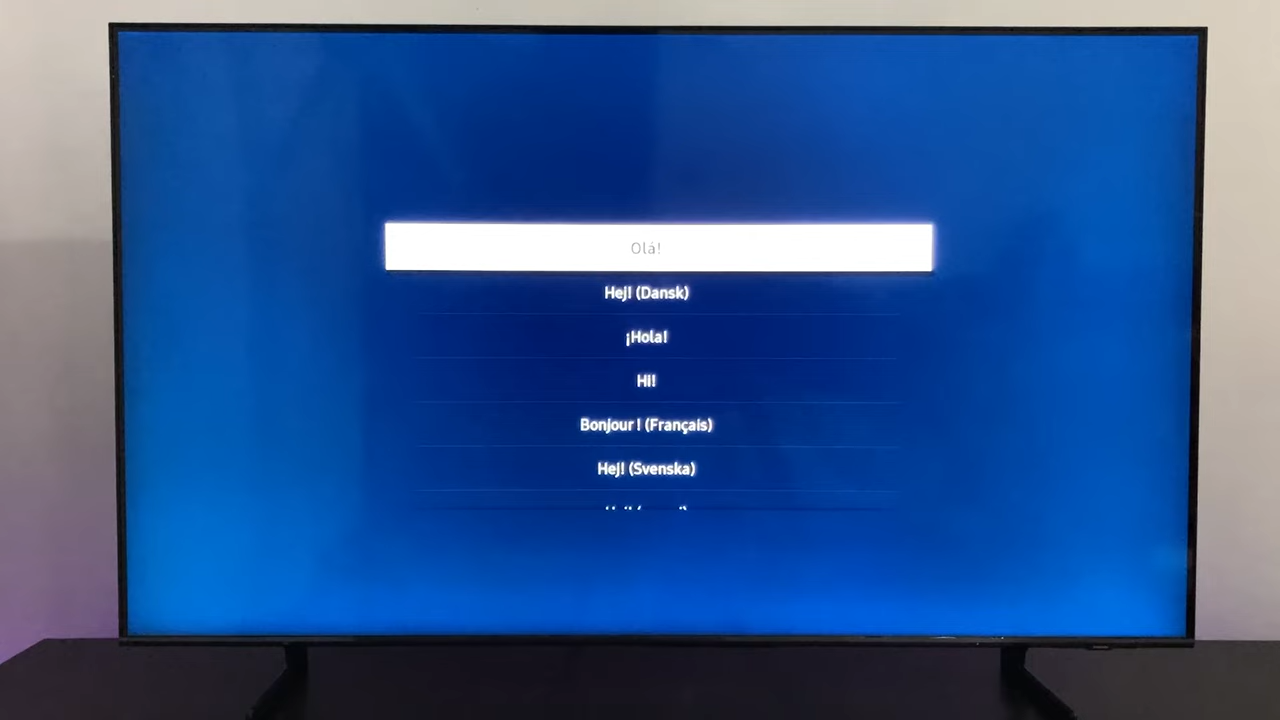 Olá!
Hej! (Dansk)
¡Hola!
Hi!
Bonjour ! (Français)
Hej! (Svenska)